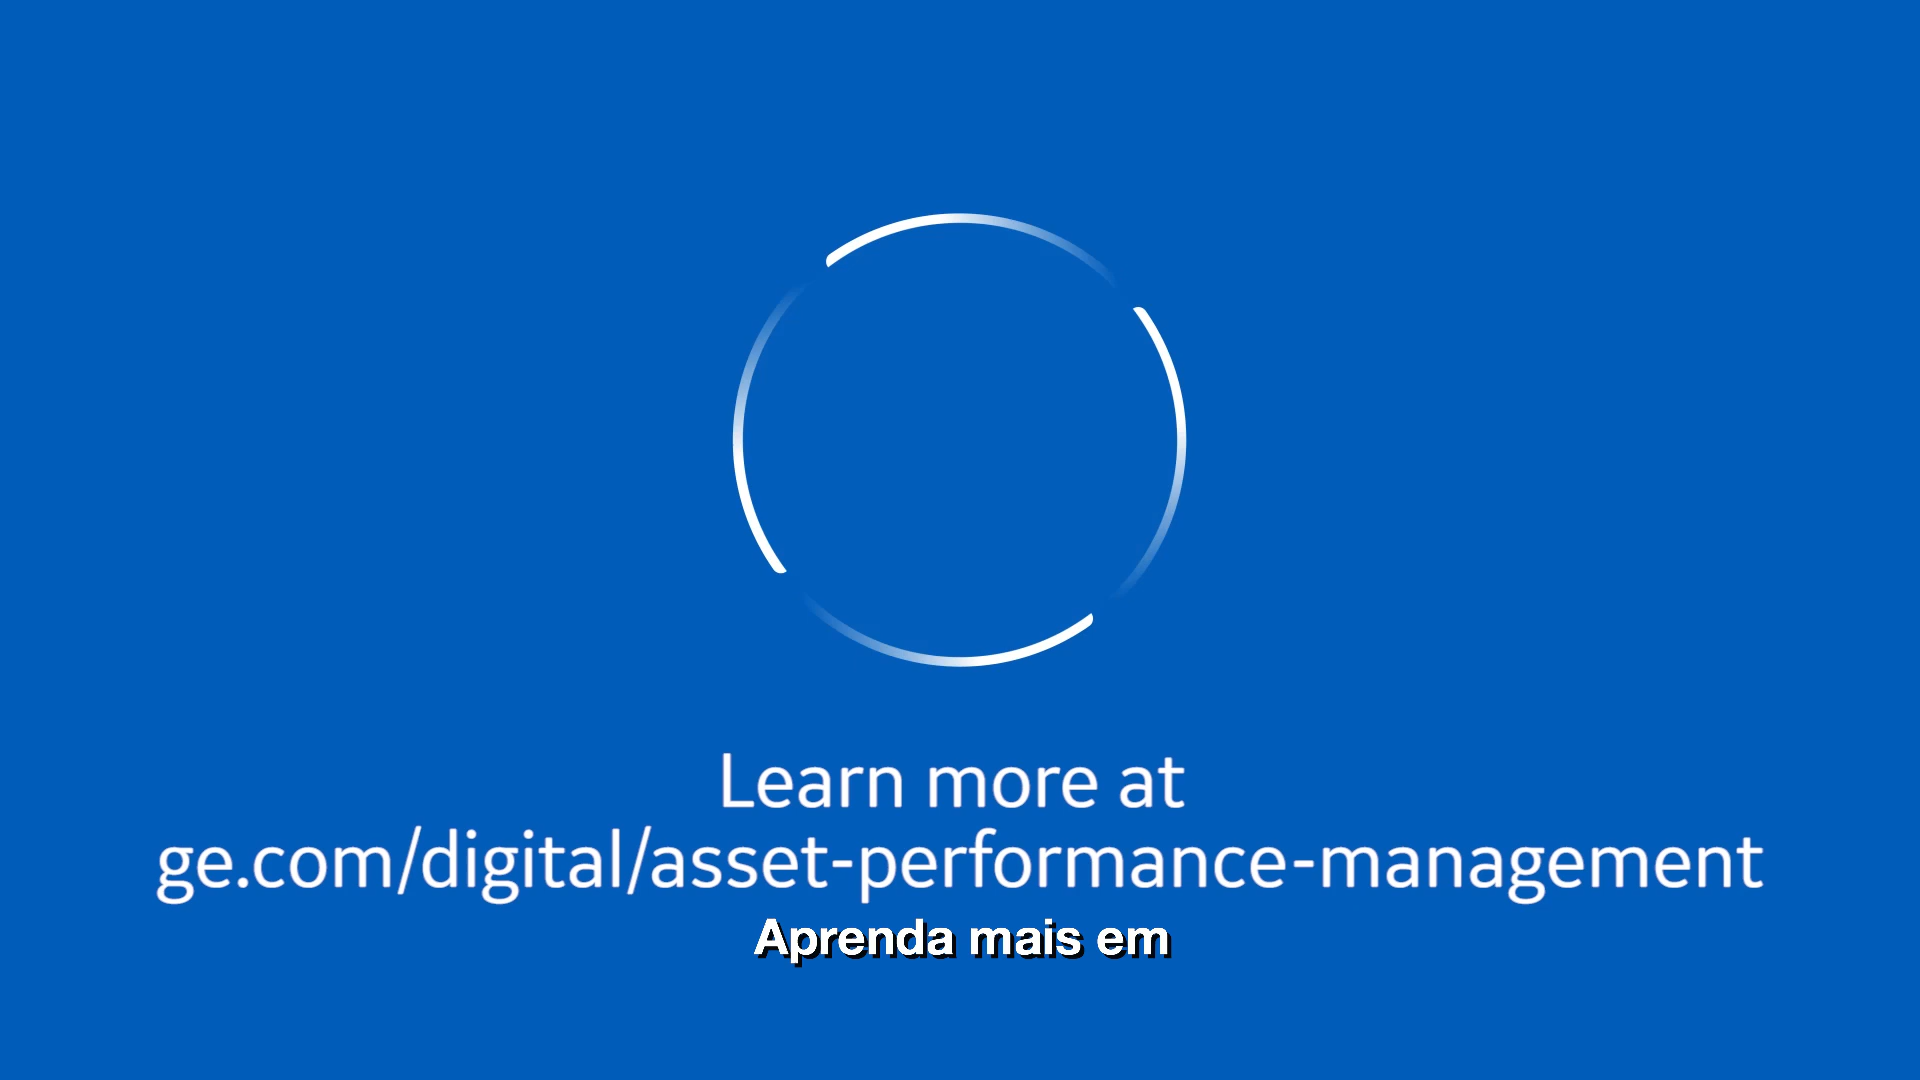 Learn more at
ge.com/digital/asset-performance-management
Aprenda mais em